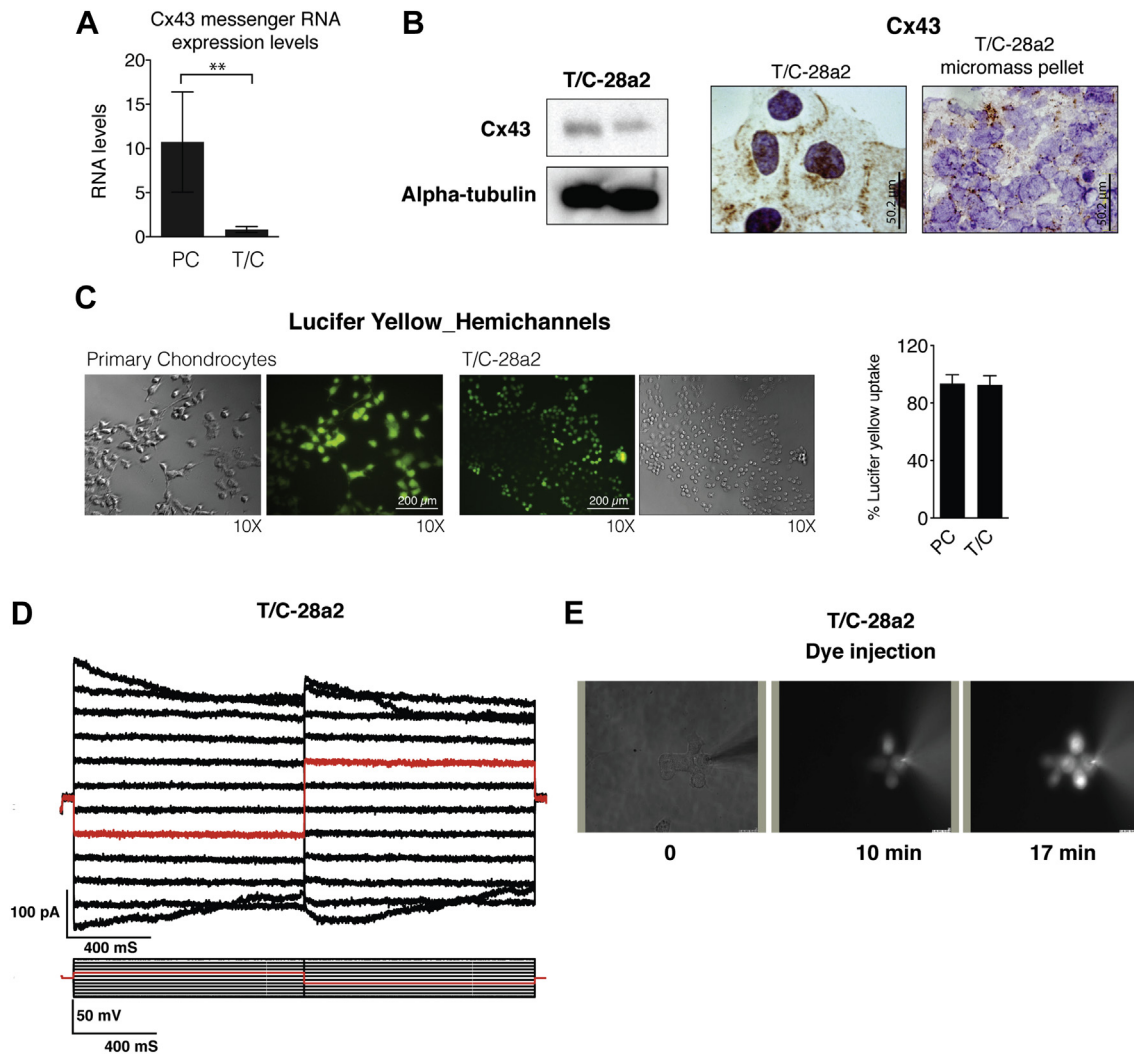 A
Cx43 messenger RNA
expression levels
**
20
15
10
5
0
RNA levels
PC
T/C
B
Cx43
T/C-28a2
Cx43
Alpha-tubulin
T/C-28a2
50,2 µm
T/C-28a2
micromass pellet
50,2 µm
C
Lucifer Yellow_Hemichannels
Primary Chondrocytes
T/C-28a2
200 µm
200 µm
10X
10X
10X
10X
% Lucifer yellow uptake
120
80
40
0
PC
T/C
D
T/C-28a2
100 pA
400 mS
50 mV
400 mS
E
T/C-28a2
Dye injection
0
10 min
17 min